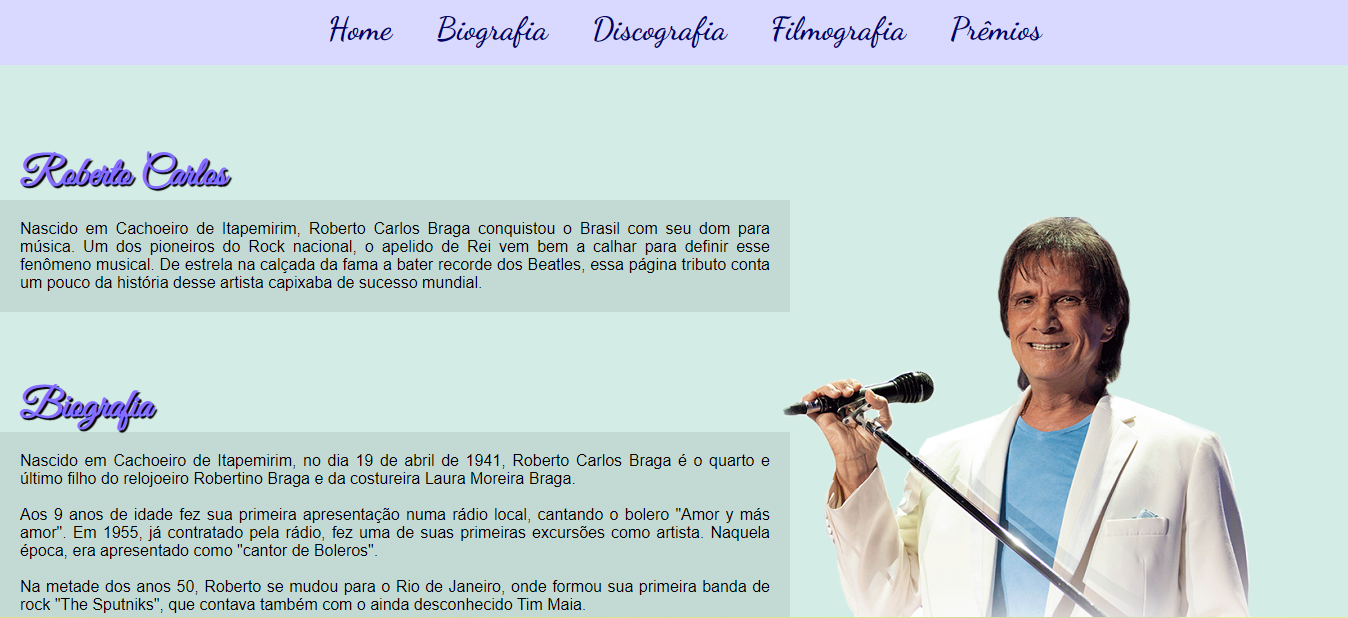 Home Biografia Discografia Filmografia Prêmios
Roberto Carlos
Nascido em Cachoeiro de Itapemirim, Roberto Carlos Braga conquistou o Brasil com seu dom para
música. Um dos pioneiros do Rock nacional, o apelido de Rei vem bem a calhar para definir esse
fenômeno musical. De estrela na calçada da fama a bater recorde dos Beatles, essa página tributo conta
um pouco da história desse artista capixaba de sucesso mundial.
Biografia
Nascido em Cachoeiro de Itapemirim, no dia 19 de abril de 1941, Roberto Carlos Braga é o quarto e
último filho do relojoeiro Robertino Braga e da costureira Laura Moreira Braga.
Aos 9 anos de idade fez sua primeira apresentação numa rádio local, cantando o bolero "Amor y más
amor". Em 1955, já contratado pela rádio, fez uma de suas primeiras excursões como artista. Naquela
época, era apresentado como "cantor de Boleros".
Na metade dos anos 50, Roberto se mudou para o Rio de Janeiro, onde formou sua primeira banda de
rock "The Sputniks", que contava também com o ainda desconhecido Tim Maia.